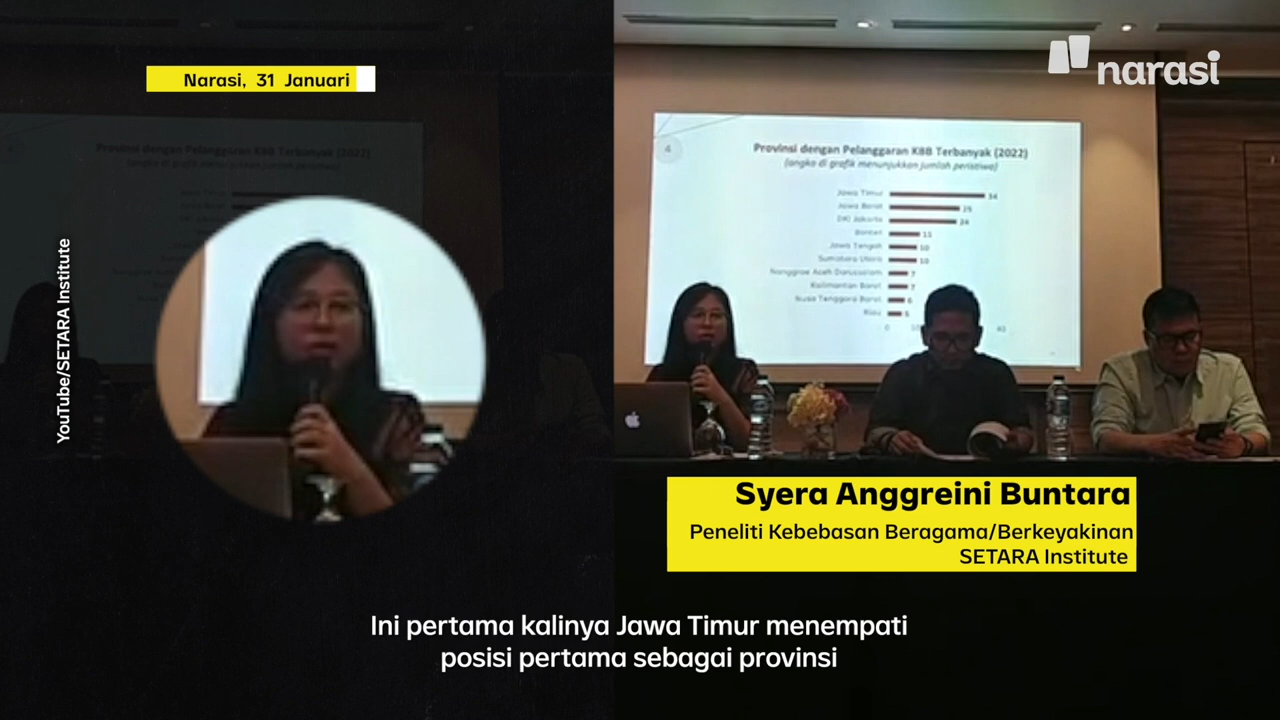 Narasi, 31 Januari
narasi
YouTube/SETARA Institute
4
Provinsi dengan Pelanggaran KBB Terbanyak (2022)
(angka di grafik menunjukkan jumlah peristiwa)
Jawa Timur 34
Jawa Barat 25
DKI Jakarta 24
Banten 11
Jawa Tengah 10
Sumatera Utara 10
Nanggroe Aceh Darussalam 7
Kalimantan Barat 7
Nusa Tenggara Barat 6
Riau 5
0 40
Syera Anggreini Buntara
Peneliti Kebebasan Beragama/Berkeyakinan
SETARA Institute
Ini pertama kalinya Jawa Timur menempati
posisi pertama sebagai provinsi